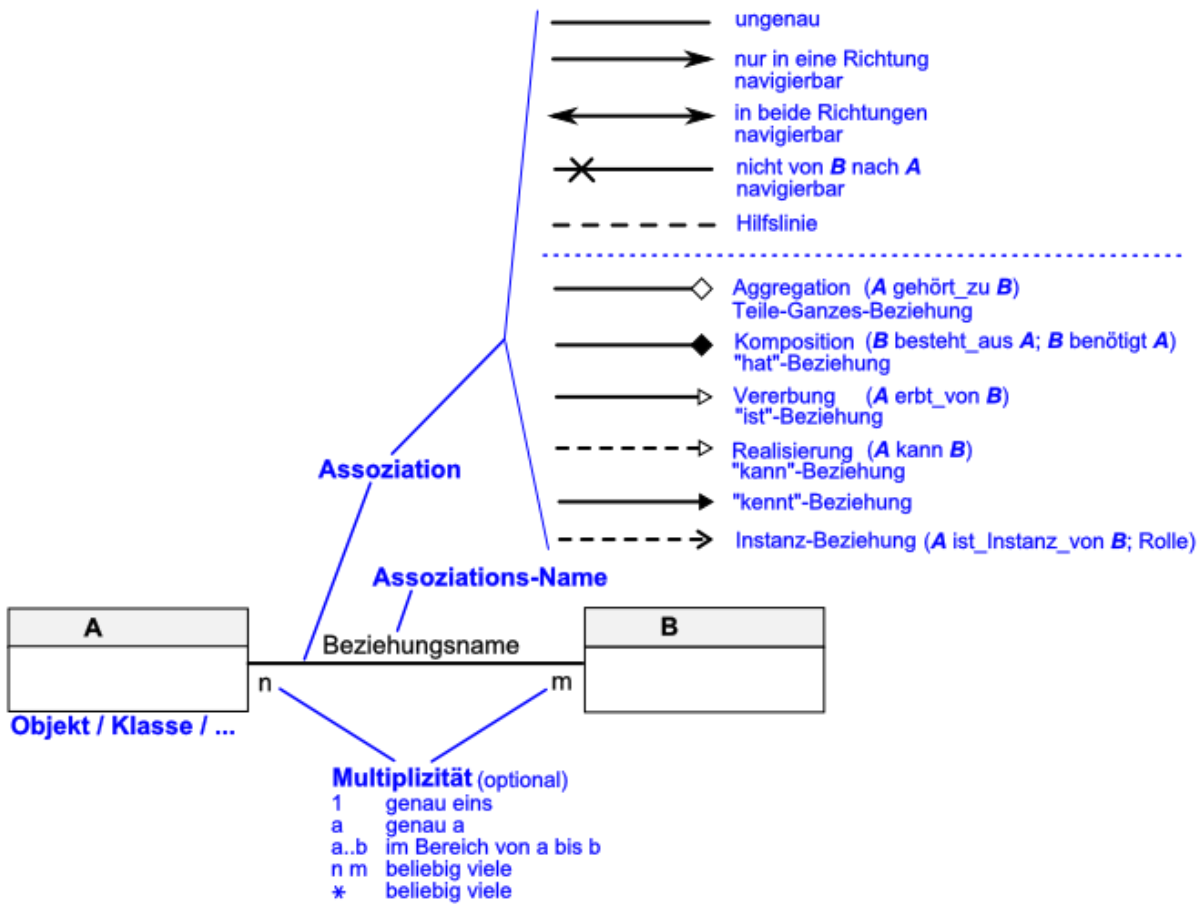 ungenau
nur in eine Richtung
navigierbar
in beide Richtungen
navigierbar
nicht von B nach A
navigierbar
Hilfslinie
Aggregation (A gehört_zu B)
Teile-Ganzes-Beziehung
Komposition (B besteht_aus A; B benötigt A)
"hat"-Beziehung
Vererbung (A erbt_von B)
"ist"-Beziehung
Realisierung (A kann B)
"kann"-Beziehung
"kennt"-Beziehung
Instanz-Beziehung (A ist_Instanz_von B; Rolle)
Assoziation
Assoziations-Name
A
Beziehungsname
B
n
m
Objekt / Klasse / ...
Multiplizität (optional)
1 genau eins
a genau a
a..b im Bereich von a bis b
n m beliebig viele
* beliebig viele